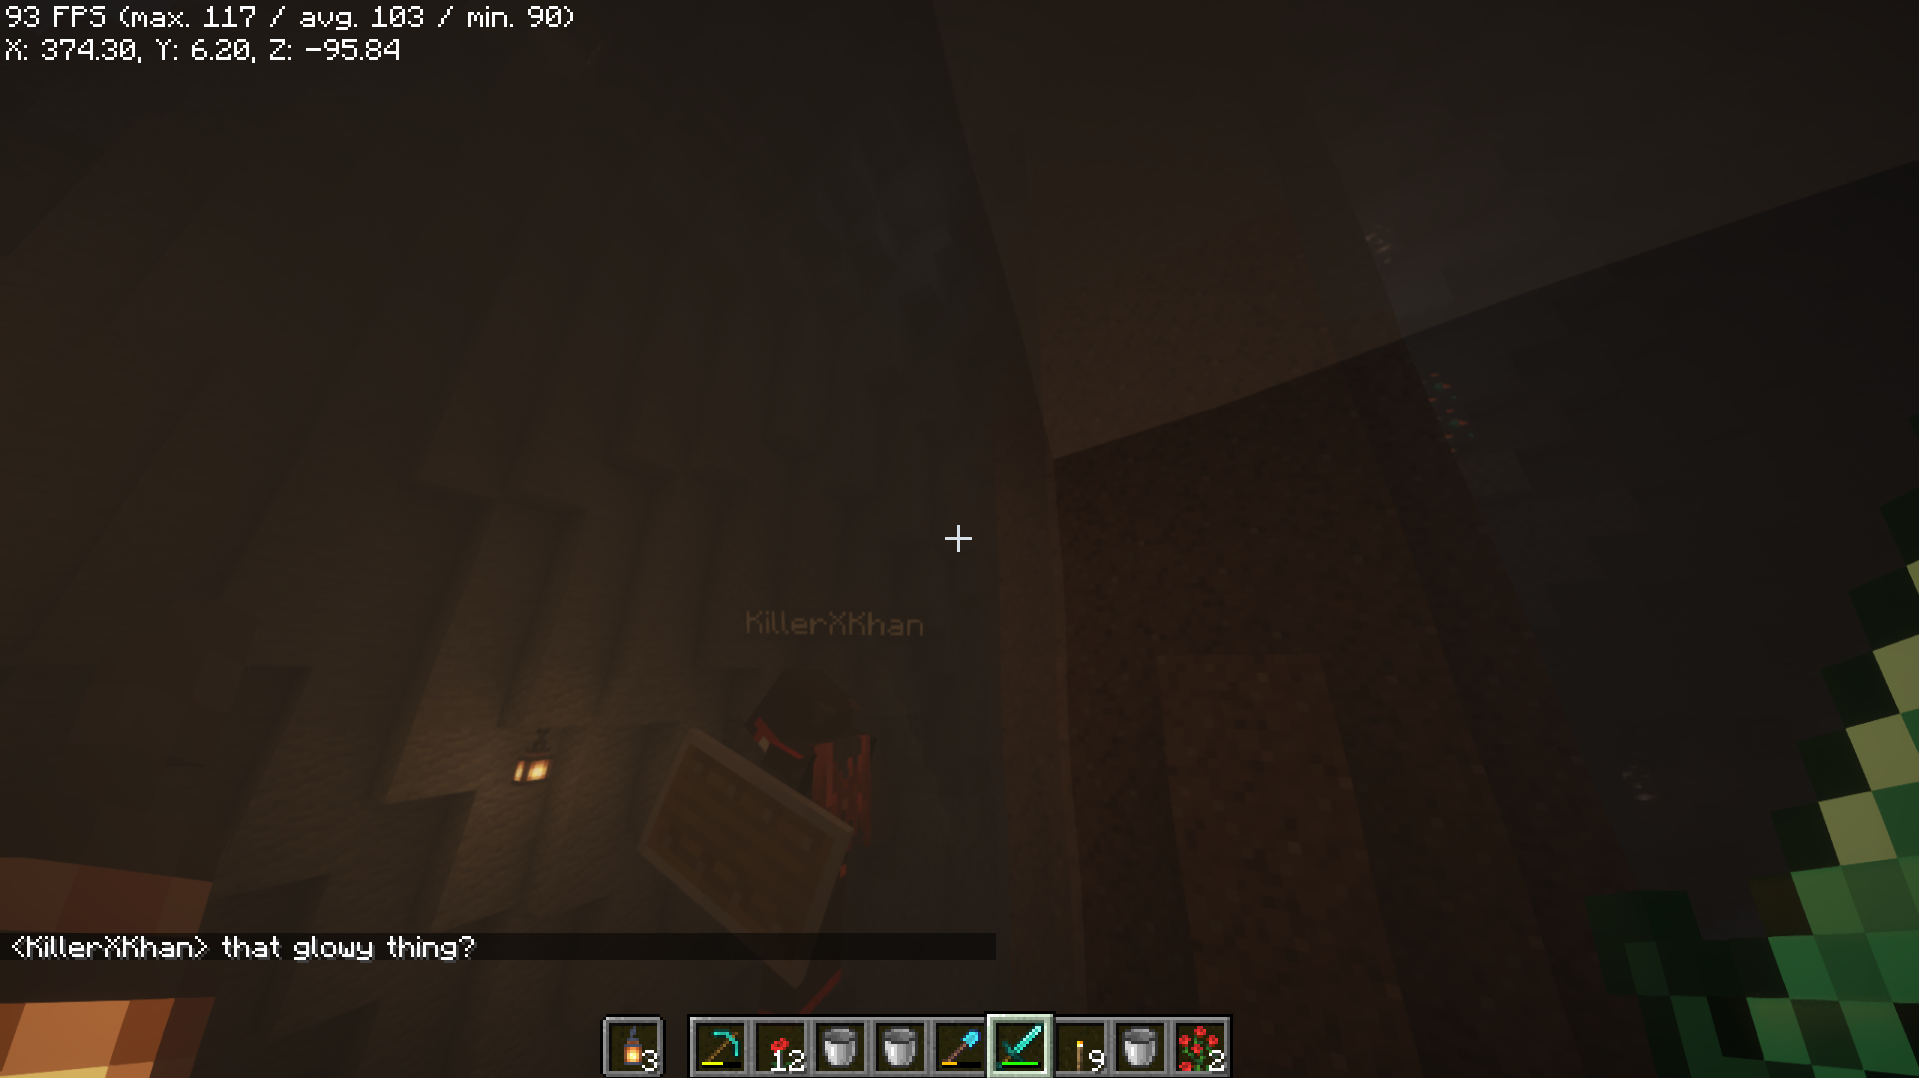 93 FPS (max. 117 / avg. 103 / min. 90)
X: 374.30, Y: 6.20, Z: -95.84
KillerXKhan
<KillerXKhan> that glowy thing?
3 12 9 2